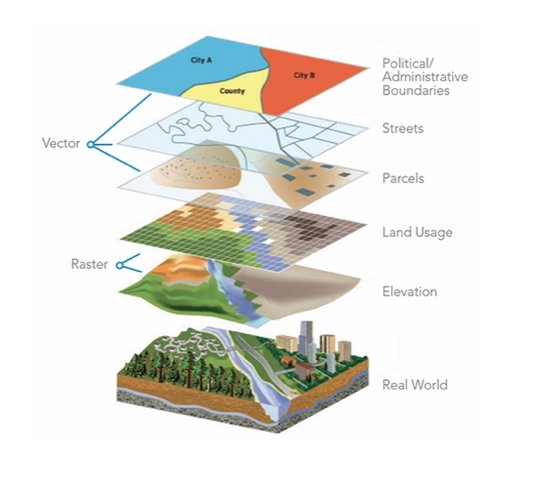 City A
City B
County
Political/
Administrative
Boundaries
Streets
Vector
Parcels
Land Usage
Raster
Elevation
Real World